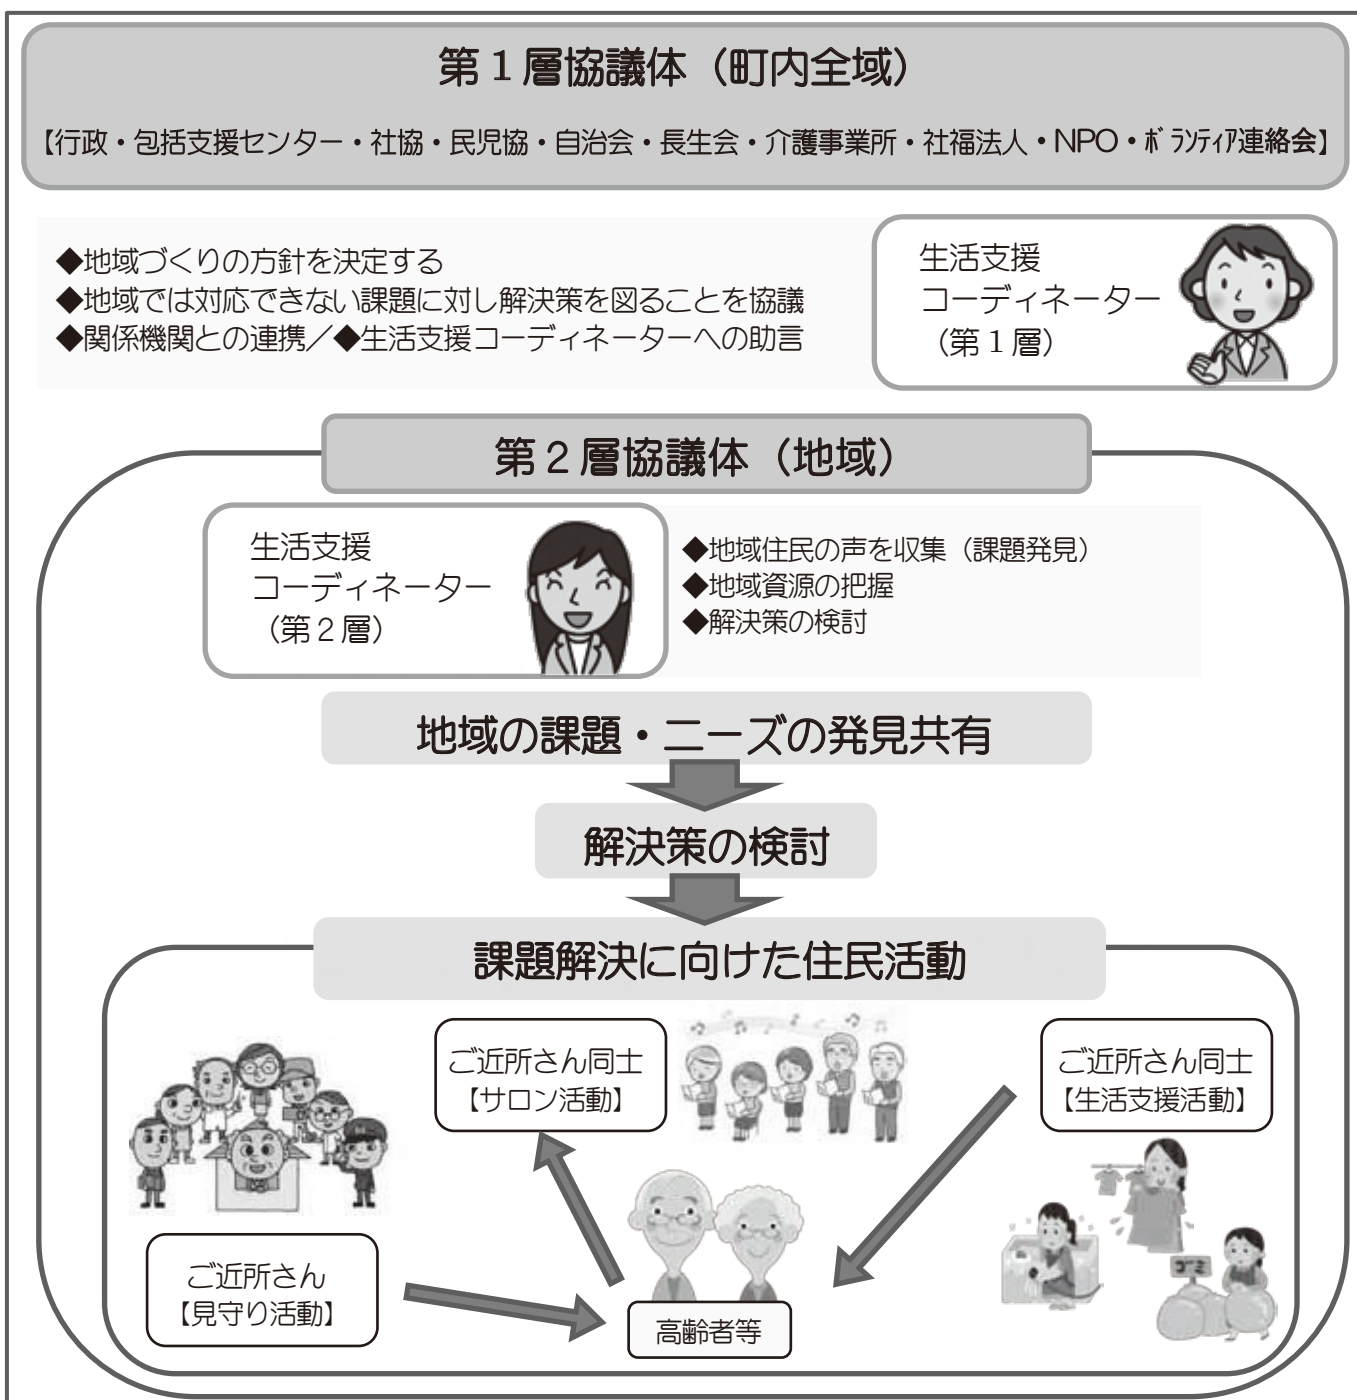 第1層協議体（町内全域）
【行政・包括支援センター・社協・民児協・自治会・長生会・介護事業所・社福法人・NPO・ボランティア連絡会】
◆地域づくりの方針を決定する
◆地域では対応できない課題に対し解決策を図ることを協議
◆関係機関との連携／◆生活支援コーディネーターへの助言
生活支援
コーディネーター
（第1層）
第2層協議体（地域）
生活支援
コーディネーター
（第2層）
◆地域住民の声を収集（課題発見）
◆地域資源の把握
◆解決策の検討
地域の課題・ニーズの発見共有
解決策の検討
課題解決に向けた住民活動
ご近所さん同士
【サロン活動】
ご近所さん同士
【生活支援活動】
ご近所さん
【見守り活動】
高齢者等
ゴミ